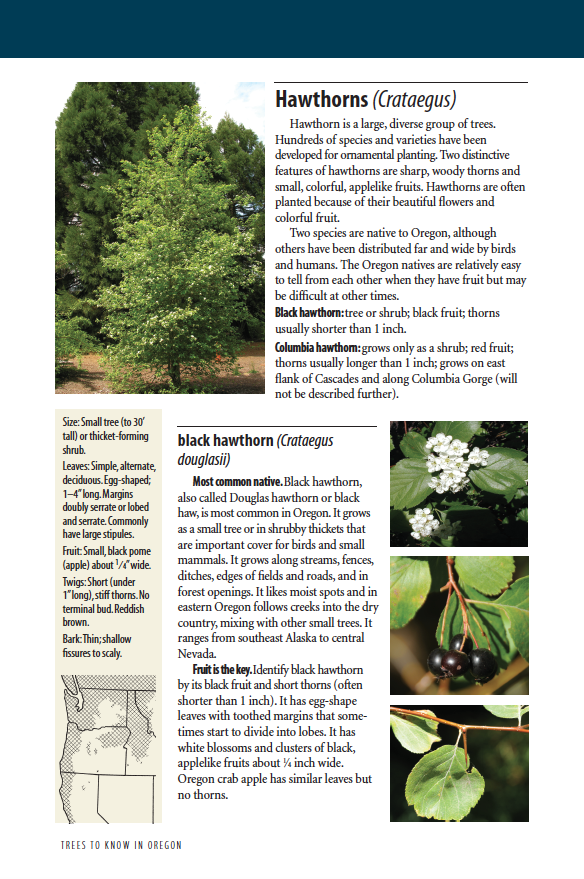 Hawthorns (Crataegus)
Hawthorn is a large, diverse group of trees.
Hundreds of species and varieties have been
developed for ornamental planting. Two distinctive
features of hawthorns are sharp, woody thorns and
small, colorful, applelike fruits. Hawthorns are often
planted because of their beautiful flowers and
colorful fruit.
Two species are native to Oregon, although
others have been distributed far and wide by birds
and humans. The Oregon natives are relatively easy
to tell from each other when they have fruit but may
be difficult at other times.
Black hawthorn: tree or shrub; black fruit; thorns
usually shorter than 1 inch.
Columbia hawthorn: grows only as a shrub; red fruit;
thorns usually longer than 1 inch; grows on east
flank of Cascades and along Columbia Gorge (will
not be described further).
Size: Small tree (to 30'
tall) or thicket-forming
shrub.
Leaves: Simple, alternate,
deciduous. Egg-shaped;
1–4" long. Margins
doubly serrate or lobed
and serrate. Commonly
have large stipules.
Fruit: Small, black pome
(apple) about 1/4" wide.
Twigs: Short (under
1" long), stiff thorns. No
terminal bud. Reddish
brown.
Bark: Thin; shallow
fissures to scaly.
black hawthorn (Crataegus
douglasii)
Most common native. Black hawthorn,
also called Douglas hawthorn or black
haw, is most common in Oregon. It grows
as a small tree or in shrubby thickets that
are important cover for birds and small
mammals. It grows along streams, fences,
ditches, edges of fields and roads, and in
forest openings. It likes moist spots and in
eastern Oregon follows creeks into the dry
country, mixing with other small trees. It
ranges from southeast Alaska to central
Nevada.
Fruit is the key. Identify black hawthorn
by its black fruit and short thorns (often
shorter than 1 inch). It has egg-shape
leaves with toothed margins that some-
times start to divide into lobes. It has
white blossoms and clusters of black,
applelike fruits about ¼ inch wide.
Oregon crab apple has similar leaves but
no thorns.
TREES TO KNOW IN OREGON